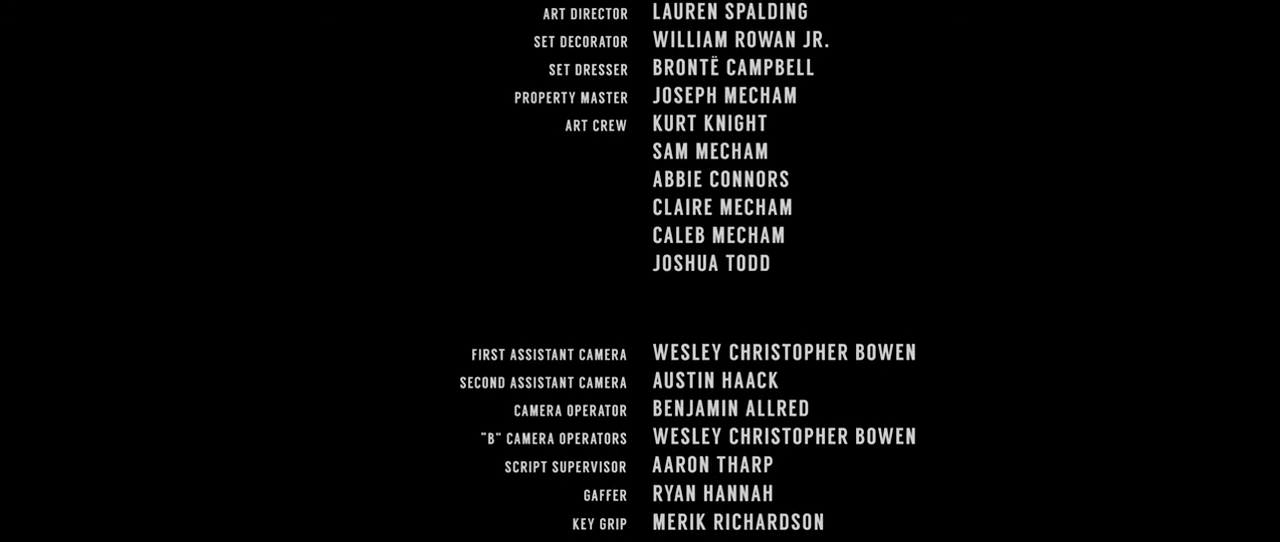 ART DIRECTOR LAUREN SPALDING
SET DECORATOR WILLIAM ROWAN JR.
SET DRESSER BRONTË CAMPBELL
PROPERTY MASTER JOSEPH MECHAM
ART CREW KURT KNIGHT
SAM MECHAM
ABBIE CONNORS
CLAIRE MECHAM
CALEB MECHAM
JOSHUA TODD
FIRST ASSISTANT CAMERA WESLEY CHRISTOPHER BOWEN
SECOND ASSISTANT CAMERA AUSTIN HAACK
CAMERA OPERATOR BENJAMIN ALLRED
"B" CAMERA OPERATORS WESLEY CHRISTOPHER BOWEN
SCRIPT SUPERVISOR AARON THARP
GAFFER RYAN HANNAH
KEY GRIP MERIK RICHARDSON